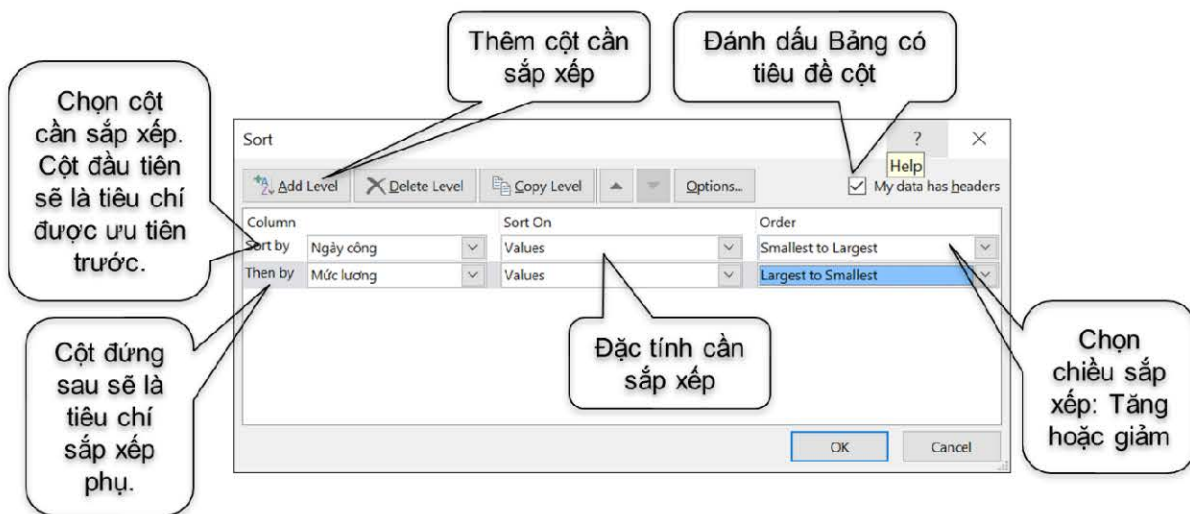 Thêm cột cần
sắp xếp
Đánh dấu Bảng có
tiêu đề cột
Chọn cột
cần sắp xếp.
Cột đầu tiên
sẽ là tiêu chí
được ưu tiên
trước.
Sort
?
Help
Add Level
Delete Level
Copy Level
Options...
My data has headers
Column
Sort On
Order
Sort by
Ngày công
Values
Smallest to Largest
Then by
Mức lương
Values
Largest to Smallest
Cột đứng
sau sẽ là
tiêu chí
sắp xếp
phụ.
Đặc tính cần
sắp xếp
Chọn
chiều sắp
xếp: Tăng
hoặc giảm
OK
Cancel